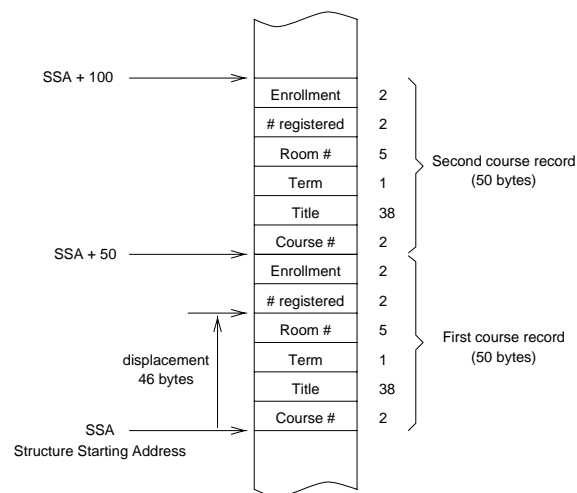 SSA + 100
Enrollment 2
# registered 2
Room # 5
Term 1
Title 38
Course # 2
Second course record
(50 bytes)
SSA + 50
Enrollment 2
# registered 2
Room # 5
Term 1
Title 38
Course # 2
First course record
(50 bytes)
displacement
46 bytes
SSA
Structure Starting Address